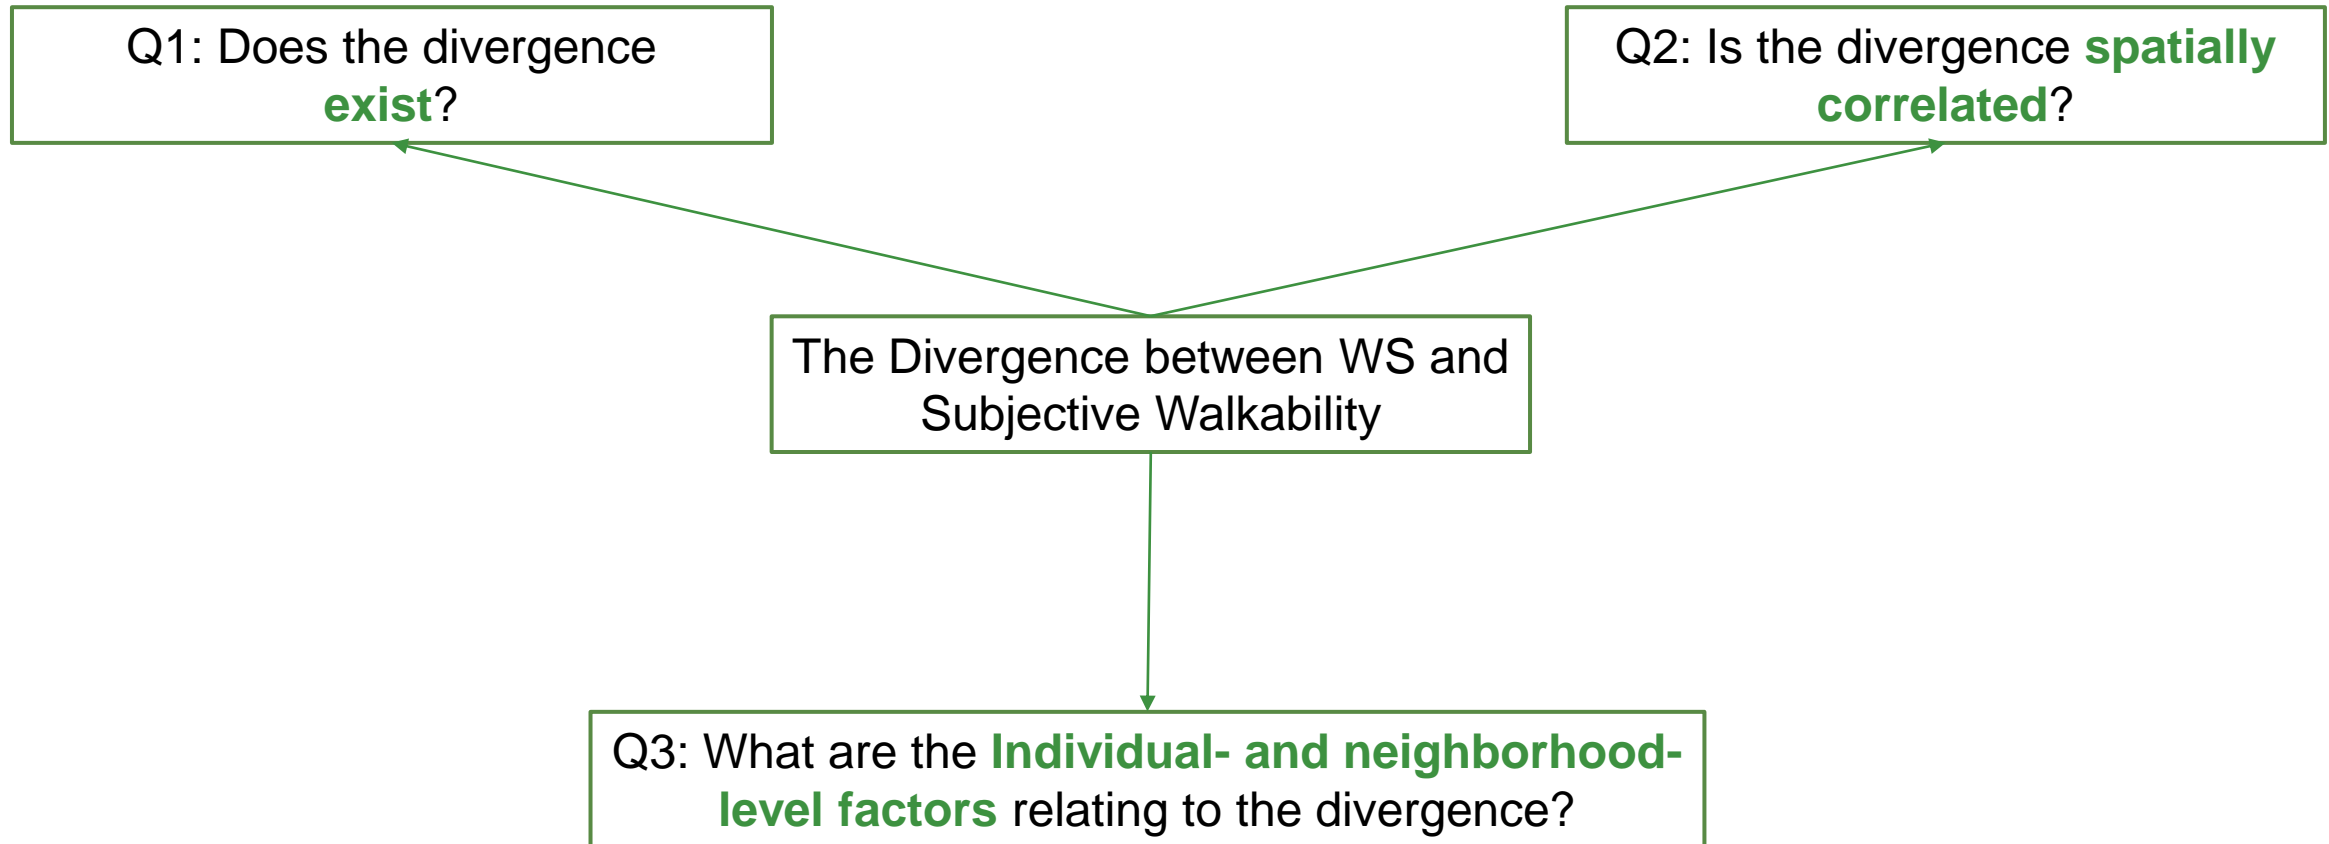 Q1: Does the divergence
exist?
Q2: Is the divergence spatially
correlated?
The Divergence between WS and
Subjective Walkability
Q3: What are the Individual- and neighborhood-
level factors relating to the divergence?